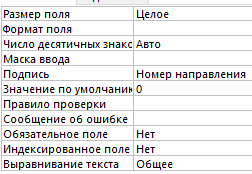 Размер поля Целое
Формат поля
Число десятичных знако Авто
Маска ввода
Подпись Номер направления
Значение по умолчани 0
Правило проверки
Сообщение об ошибке
Обязательное поле Нет
Индексированное поле Нет
Выравнивание текста Общее